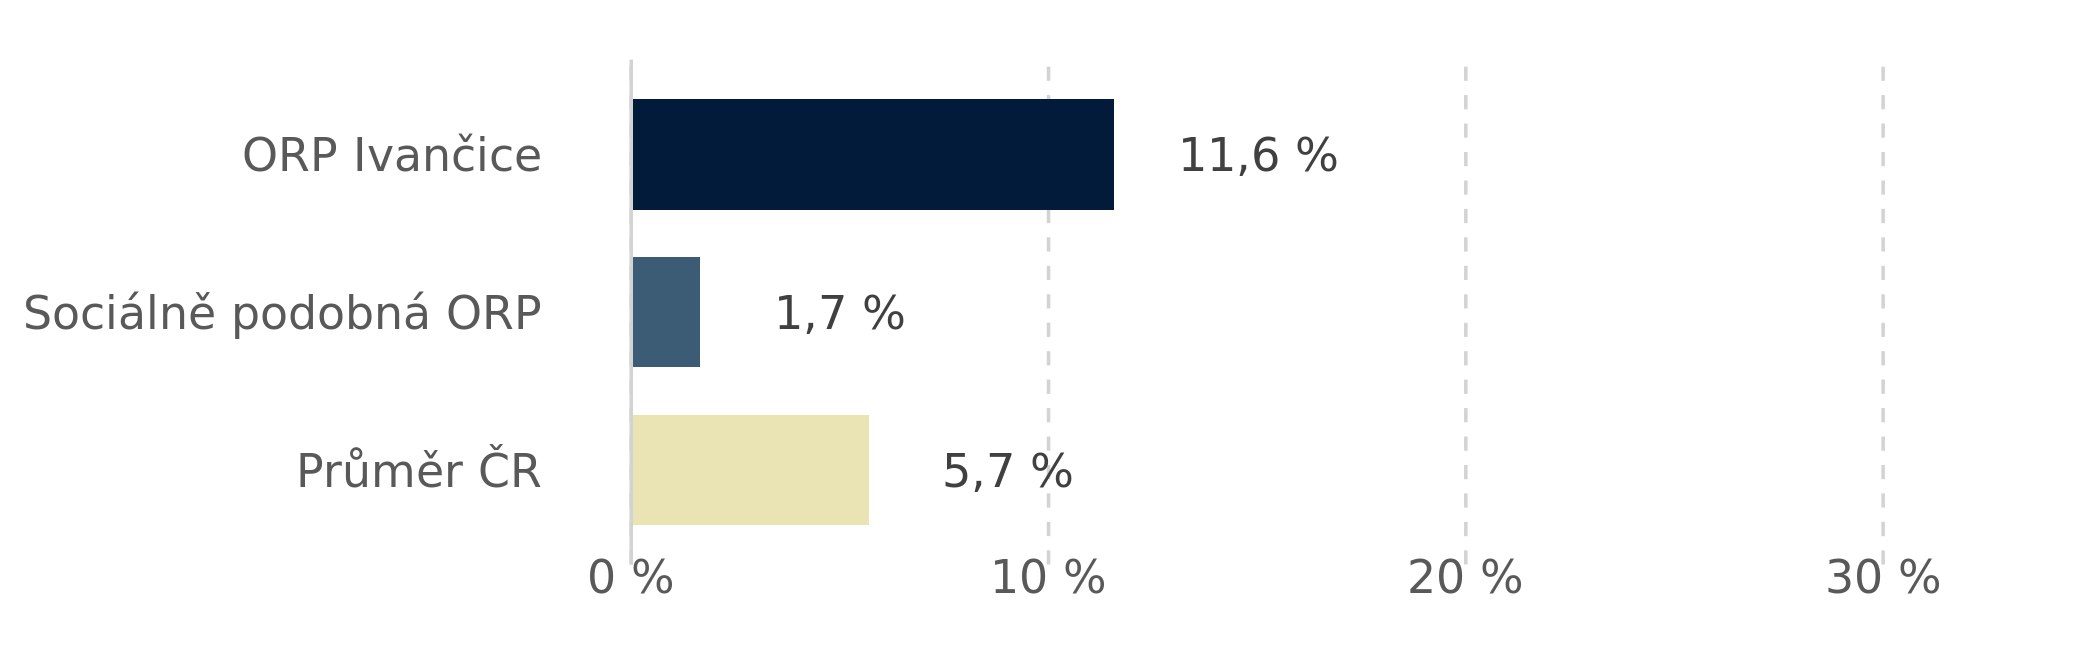 ORP Ivančice 11,6 %
Sociálně podobná ORP 1,7 %
Průměr ČR 5,7 %
0 % 10 % 20 % 30 %